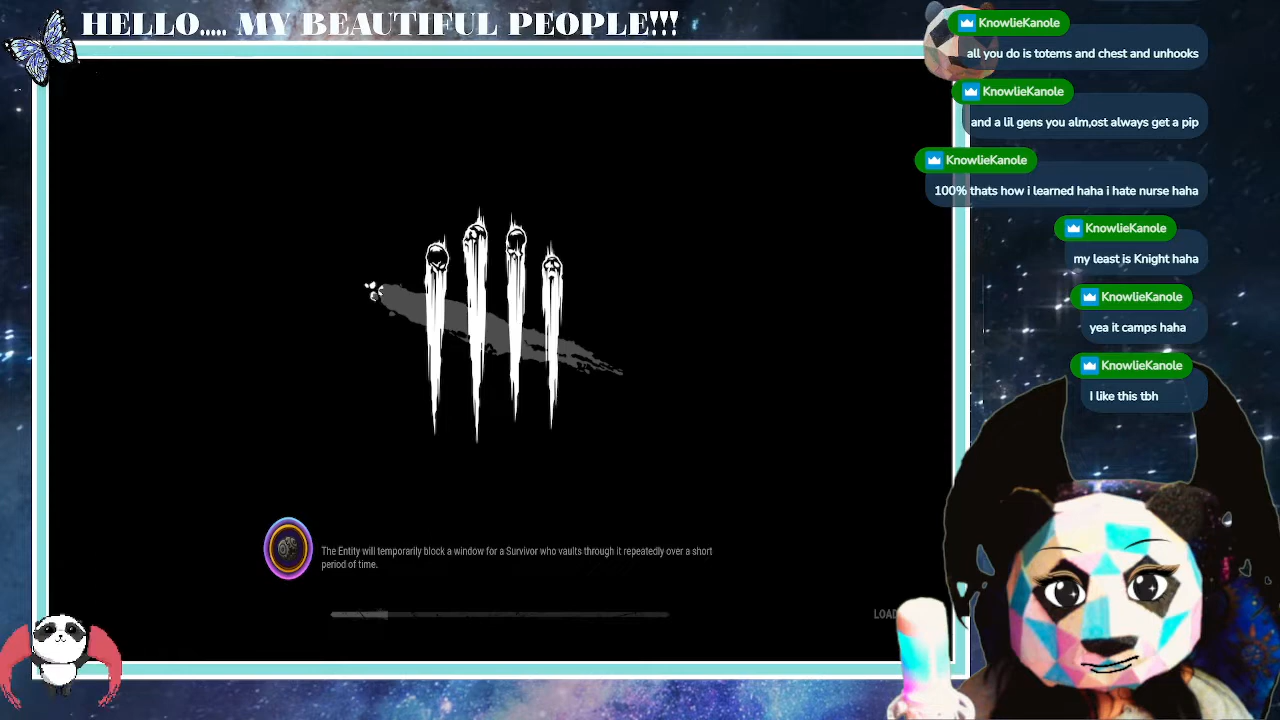 HELLO..... MY BEAUTIFUL PEOPLE!!!
KnowlieKanole
all you do is totems and chest and unhooks
KnowlieKanole
and a lil gens you alm,ost always get a pip
KnowlieKanole
100% thats how i learned haha i hate nurse haha
KnowlieKanole
my least is Knight haha
KnowlieKanole
yea it camps haha
KnowlieKanole
I like this tbh
The Entity will temporarily block a window for a Survivor who vaults through it repeatedly over a short
period of time.
LOAD